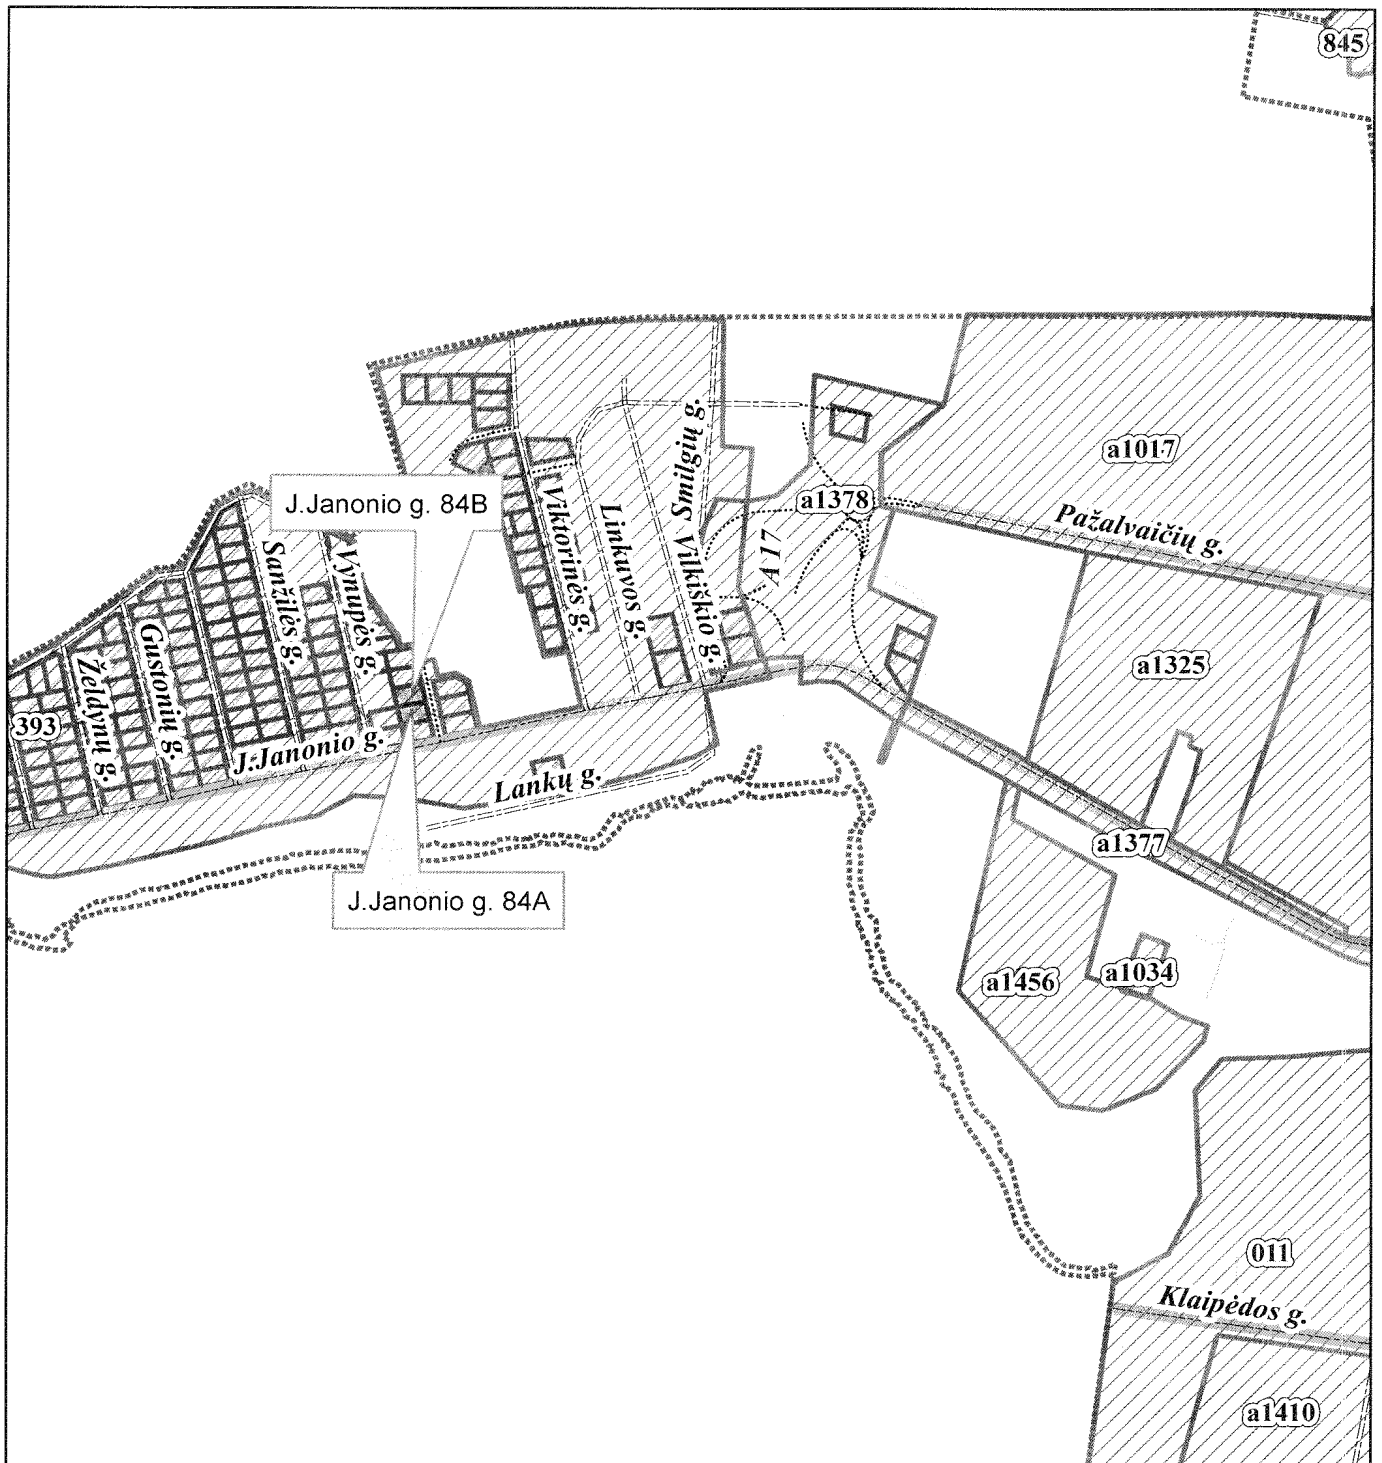 845
a1017
Smilgių g.
J.Janonio g. 84B
a1378
Viktorinės g.
Linkuvos g.
Pažalvaičių g.
A 17
Sanžilės g.
Vynupės g.
Vilkiškio g.
Gustonių g.
Želdynų g.
a1325
393
J.Janonio g.
Lankų g.
a1377
J.Janonio g. 84A
a1034
a1456
011
Klaipėdos g.
a1410